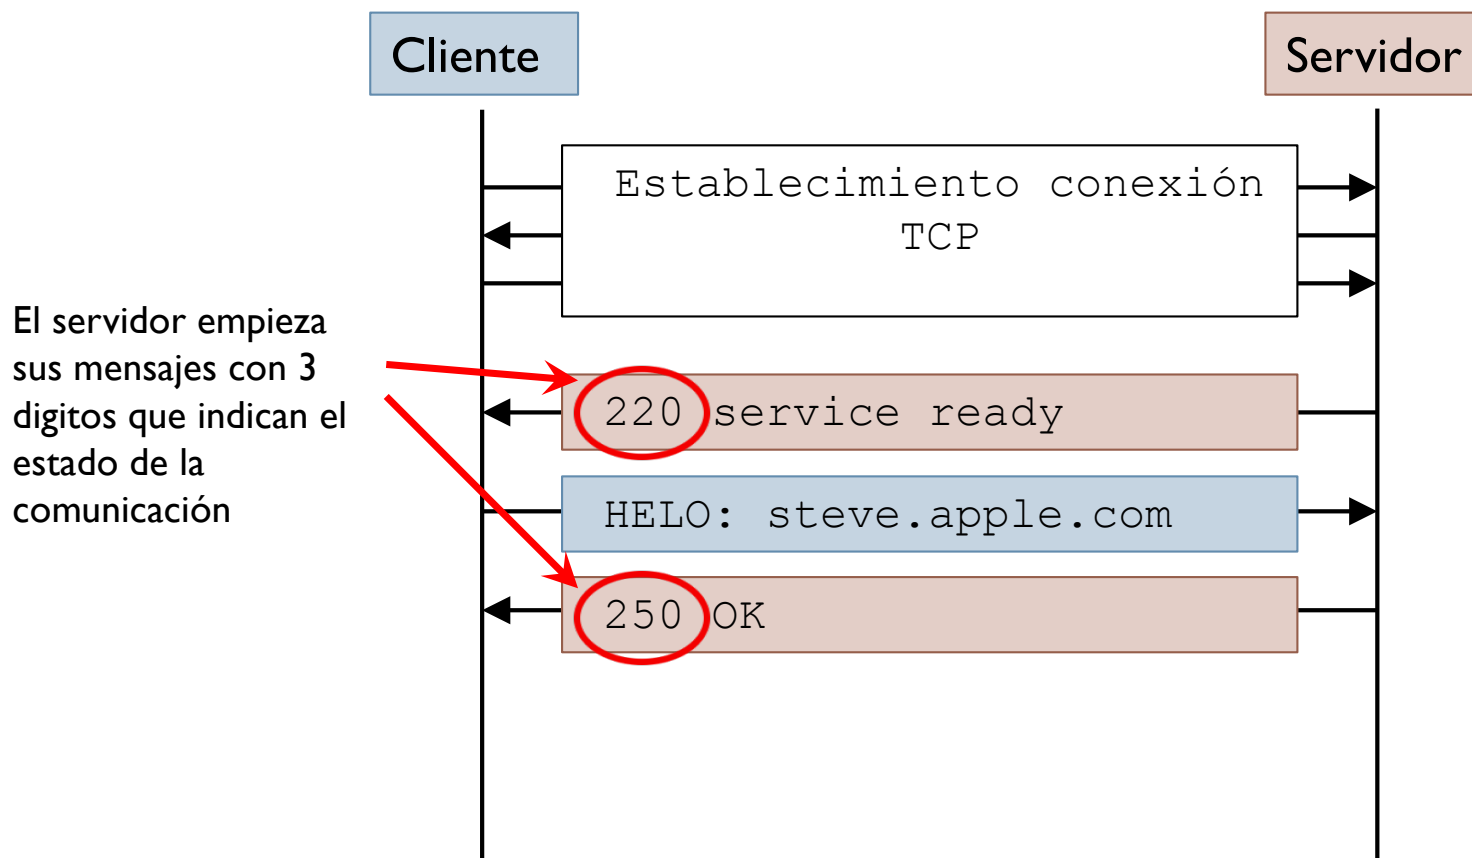 Cliente
Servidor
Establecimiento conexión
TCP
El servidor empieza
sus mensajes con 3
digitos que indican el
estado de la
comunicación
220 service ready
HELO: steve.apple.com
250 OK